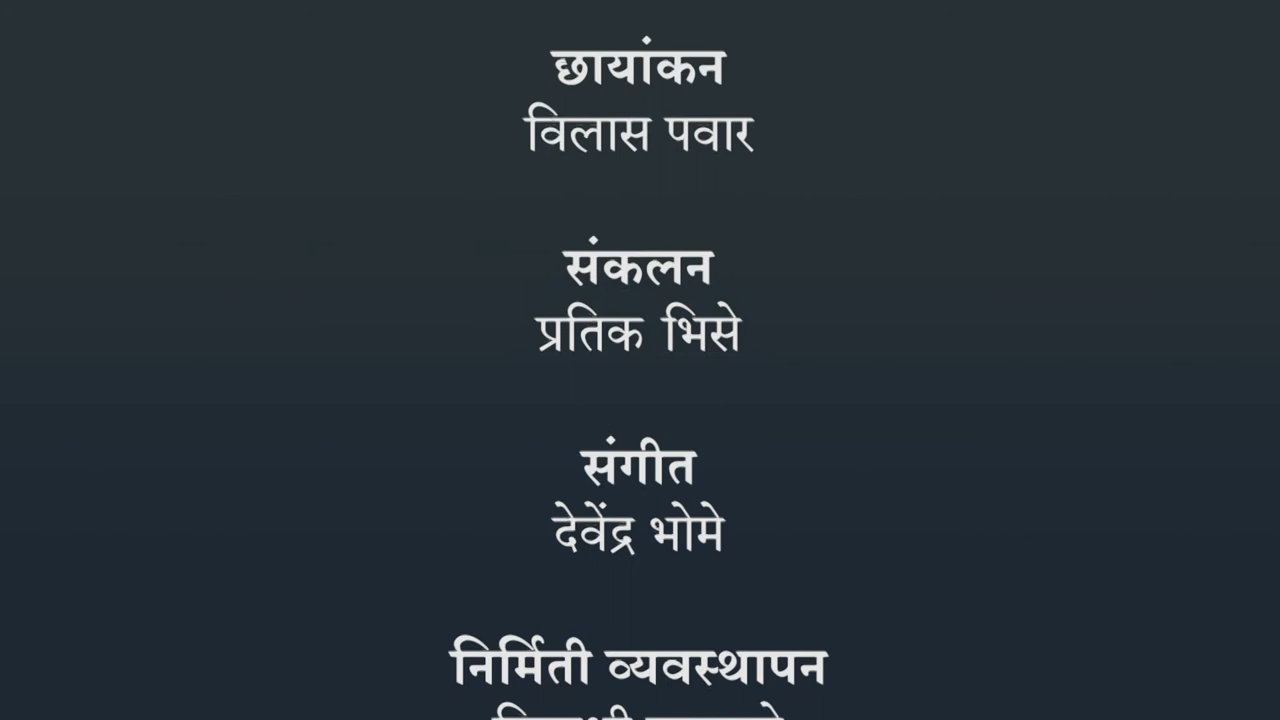 छायांकन
विलास पवार
संकलन
प्रतिक भिसे
संगीत
देवेंद्र भोमे
निर्मिती व्यवस्थापन